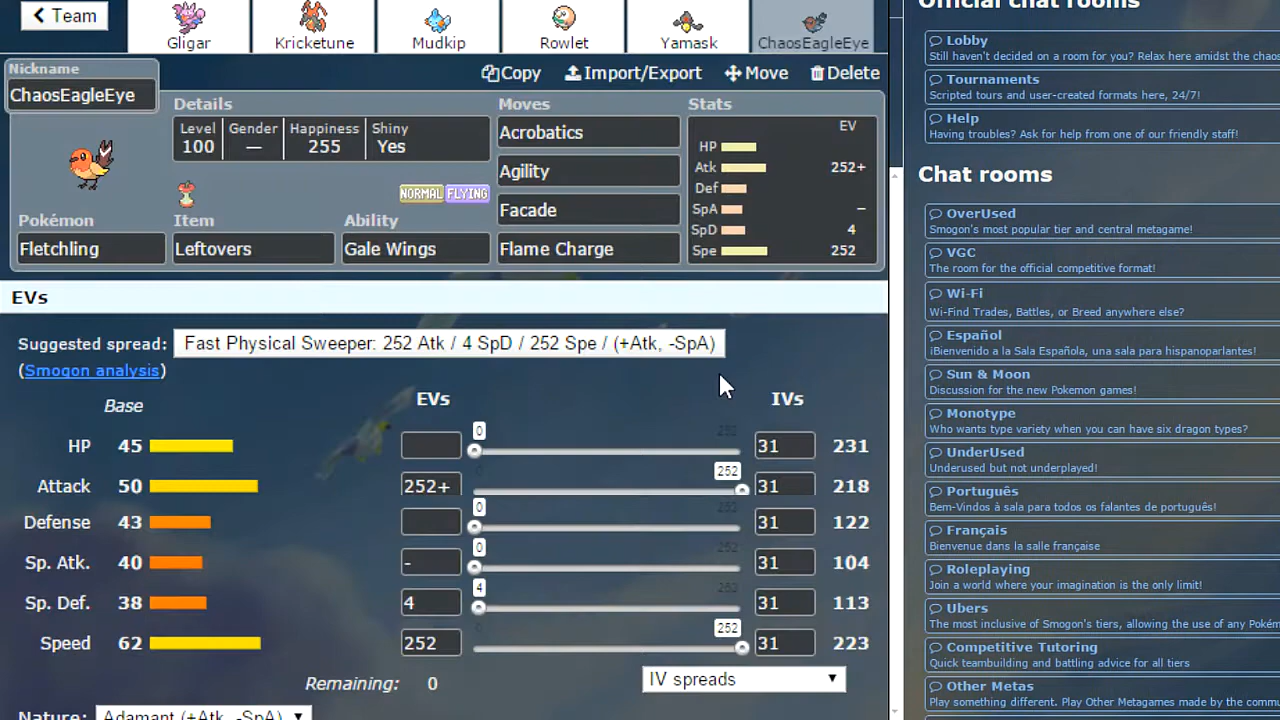 < Team
Gligar
Kricketune
Mudkip
Rowlet
Yamask
ChaosEagleEye
Nickname
ChaosEagleEye
Copy
Import/Export
Move
Delete
Details
Level
100
Gender
—
Happiness
255
Shiny
Yes
NORMAL FLYING
Pokémon
Fletchling
Item
Leftovers
Ability
Gale Wings
Moves
Acrobatics
Agility
Facade
Flame Charge
Stats
EV
HP
Atk 252+
Def
SpA –
SpD 4
Spe 252
EVs
Suggested spread: Fast Physical Sweeper: 252 Atk / 4 SpD / 252 Spe / (+Atk, -SpA)
(Smogon analysis)
Base EVs IVs
HP 45 0 252 31 231
Attack 50 252+ 252 31 218
Defense 43 0 252 31 122
Sp. Atk. 40 - 0 252 31 104
Sp. Def. 38 4 4 252 31 113
Speed 62 252 252 31 223
Remaining: 0
IV spreads
Nature: Adamant (+Atk, -SpA)
Official chat rooms
Lobby
Still haven't decided on a room for you? Relax here amidst the chaos
Tournaments
Scripted tours and user-created formats here, 24/7!
Help
Having troubles? Ask for help from one of our friendly staff!
Chat rooms
OverUsed
Smogon's most popular tier and central metagame!
VGC
The room for the official competitive format!
Wi-Fi
Wi-Find Trades, Battles, or Breed anywhere else?
Español
¡Bienvenido a la Sala Española, una sala para hispanoparlantes!
Sun & Moon
Discussion for the new Pokemon games!
Monotype
Who wants type variety when you can have six dragon types?
UnderUsed
Underused but not underplayed!
Português
Bem-Vindos à sala para todos os falantes de português!
Français
Bienvenue dans la salle française
Roleplaying
Join a world where your imagination is the only limit!
Ubers
The most inclusive of Smogon's tiers, allowing the use of any Pokém
Competitive Tutoring
Quick teambuilding and battling advice for all tiers
Other Metas
Play something different. Play Other Metagames made by the commu